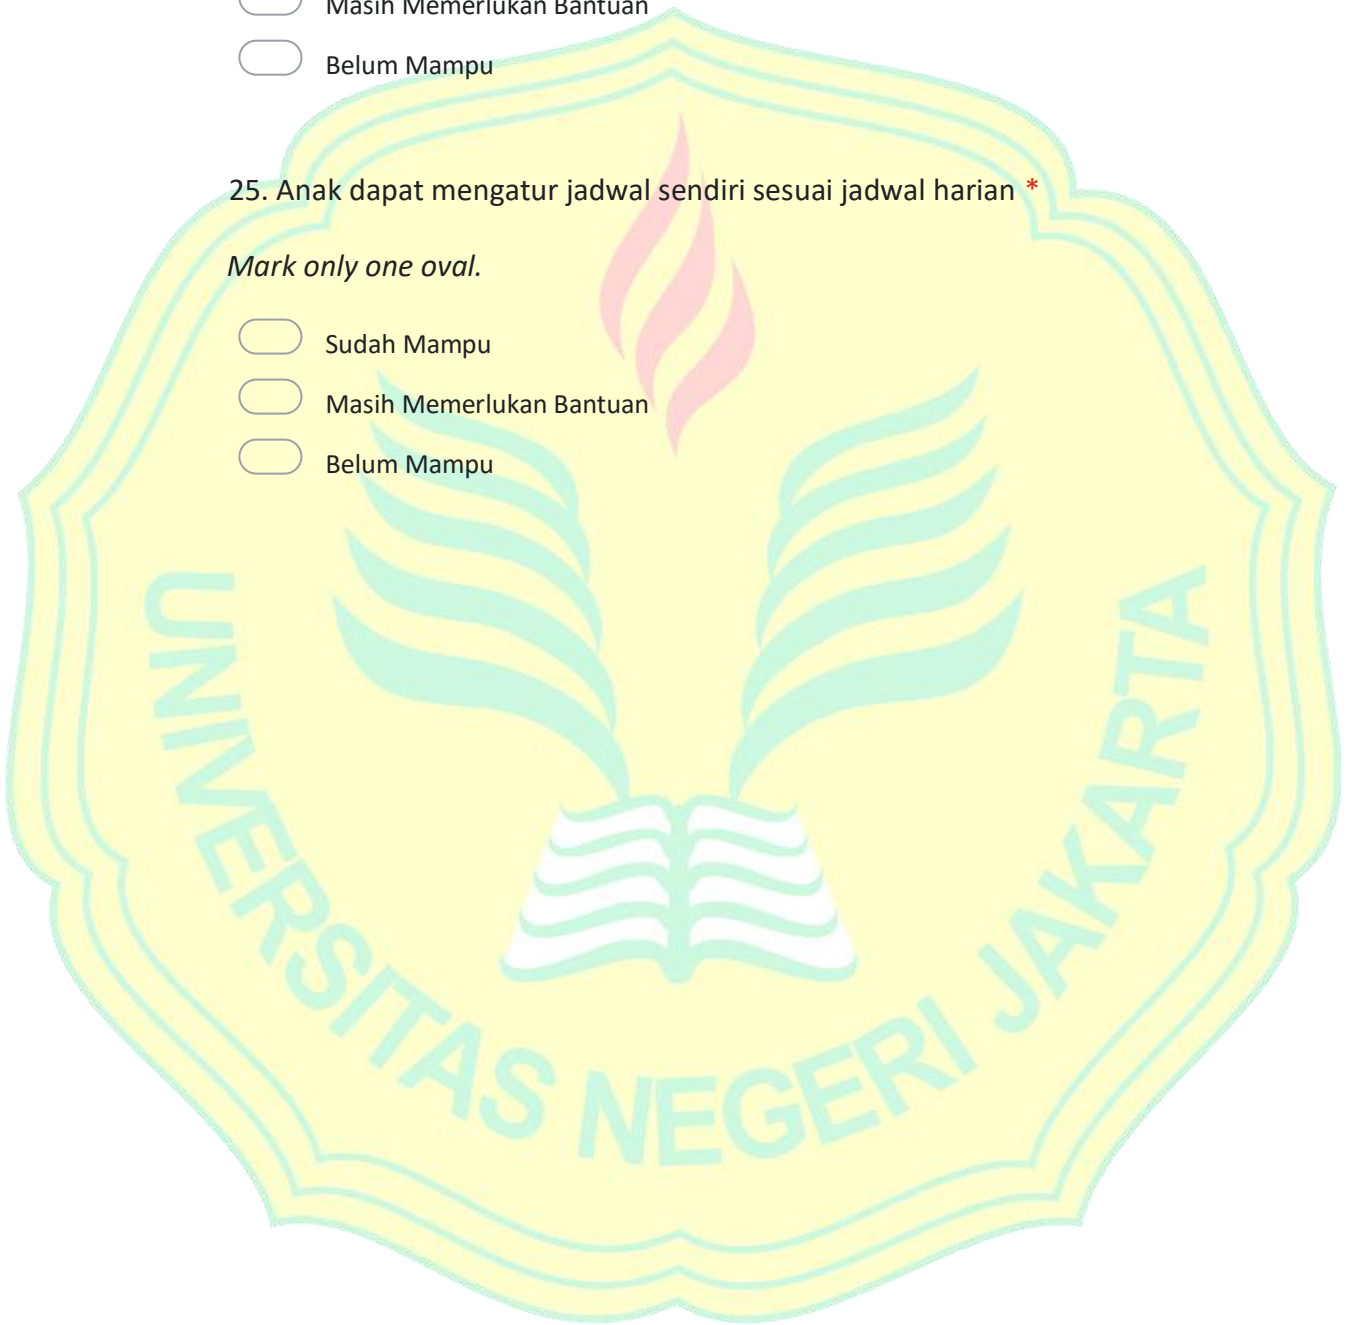 Masih Memerlukan Bantuan
Belum Mampu
25. Anak dapat mengatur jadwal sendiri sesuai jadwal harian *
Mark only one oval.
Sudah Mampu
Masih Memerlukan Bantuan
Belum Mampu
UNIVERSITAS NEGERI JAKARTA